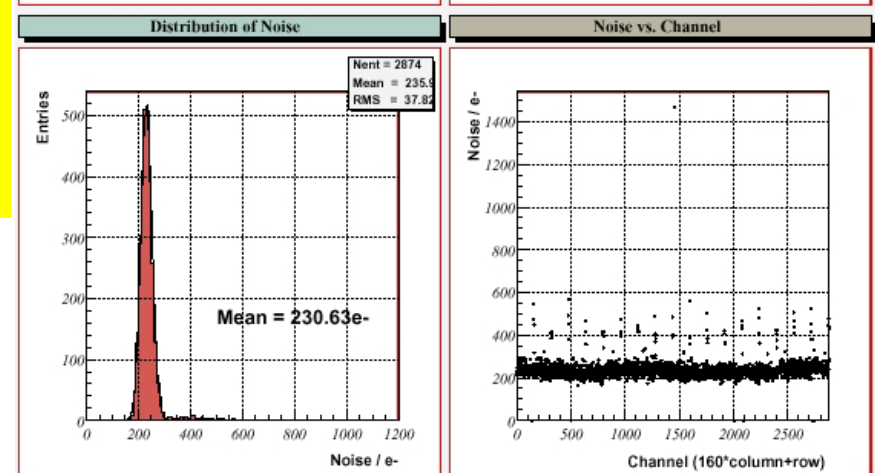 Distribution of Noise
Nent = 2874
Mean = 235.9
RMS = 37.82
Entries
500
400
300
200
100
0
Mean = 230.63e-
0 200 400 600 800 1000 1200
Noise / e-
Noise vs. Channel
Noise / e-
1400
1200
1000
800
600
400
200
0
0 500 1000 1500 2000 2500
Channel (160*column+row)